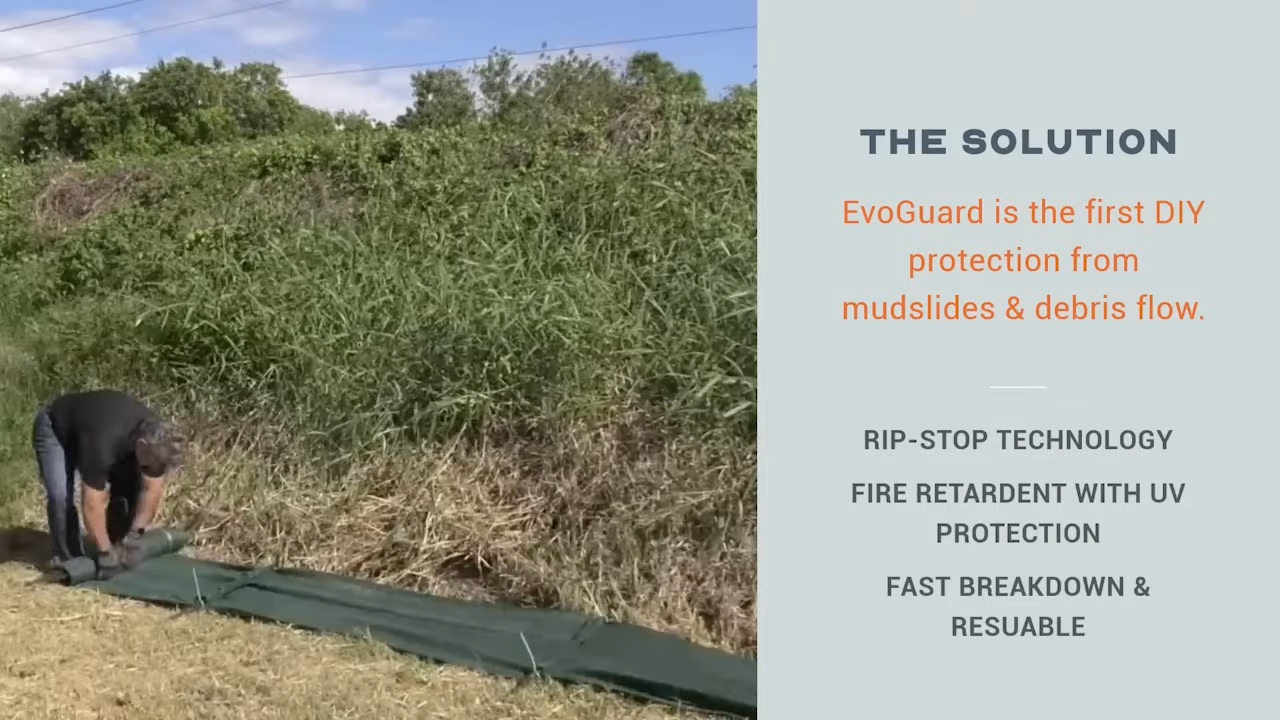 THE SOLUTION
EvoGuard is the first DIY
protection from
mudslides & debris flow.
RIP-STOP TECHNOLOGY
FIRE RETARDENT WITH UV
PROTECTION
FAST BREAKDOWN &
RESUABLE